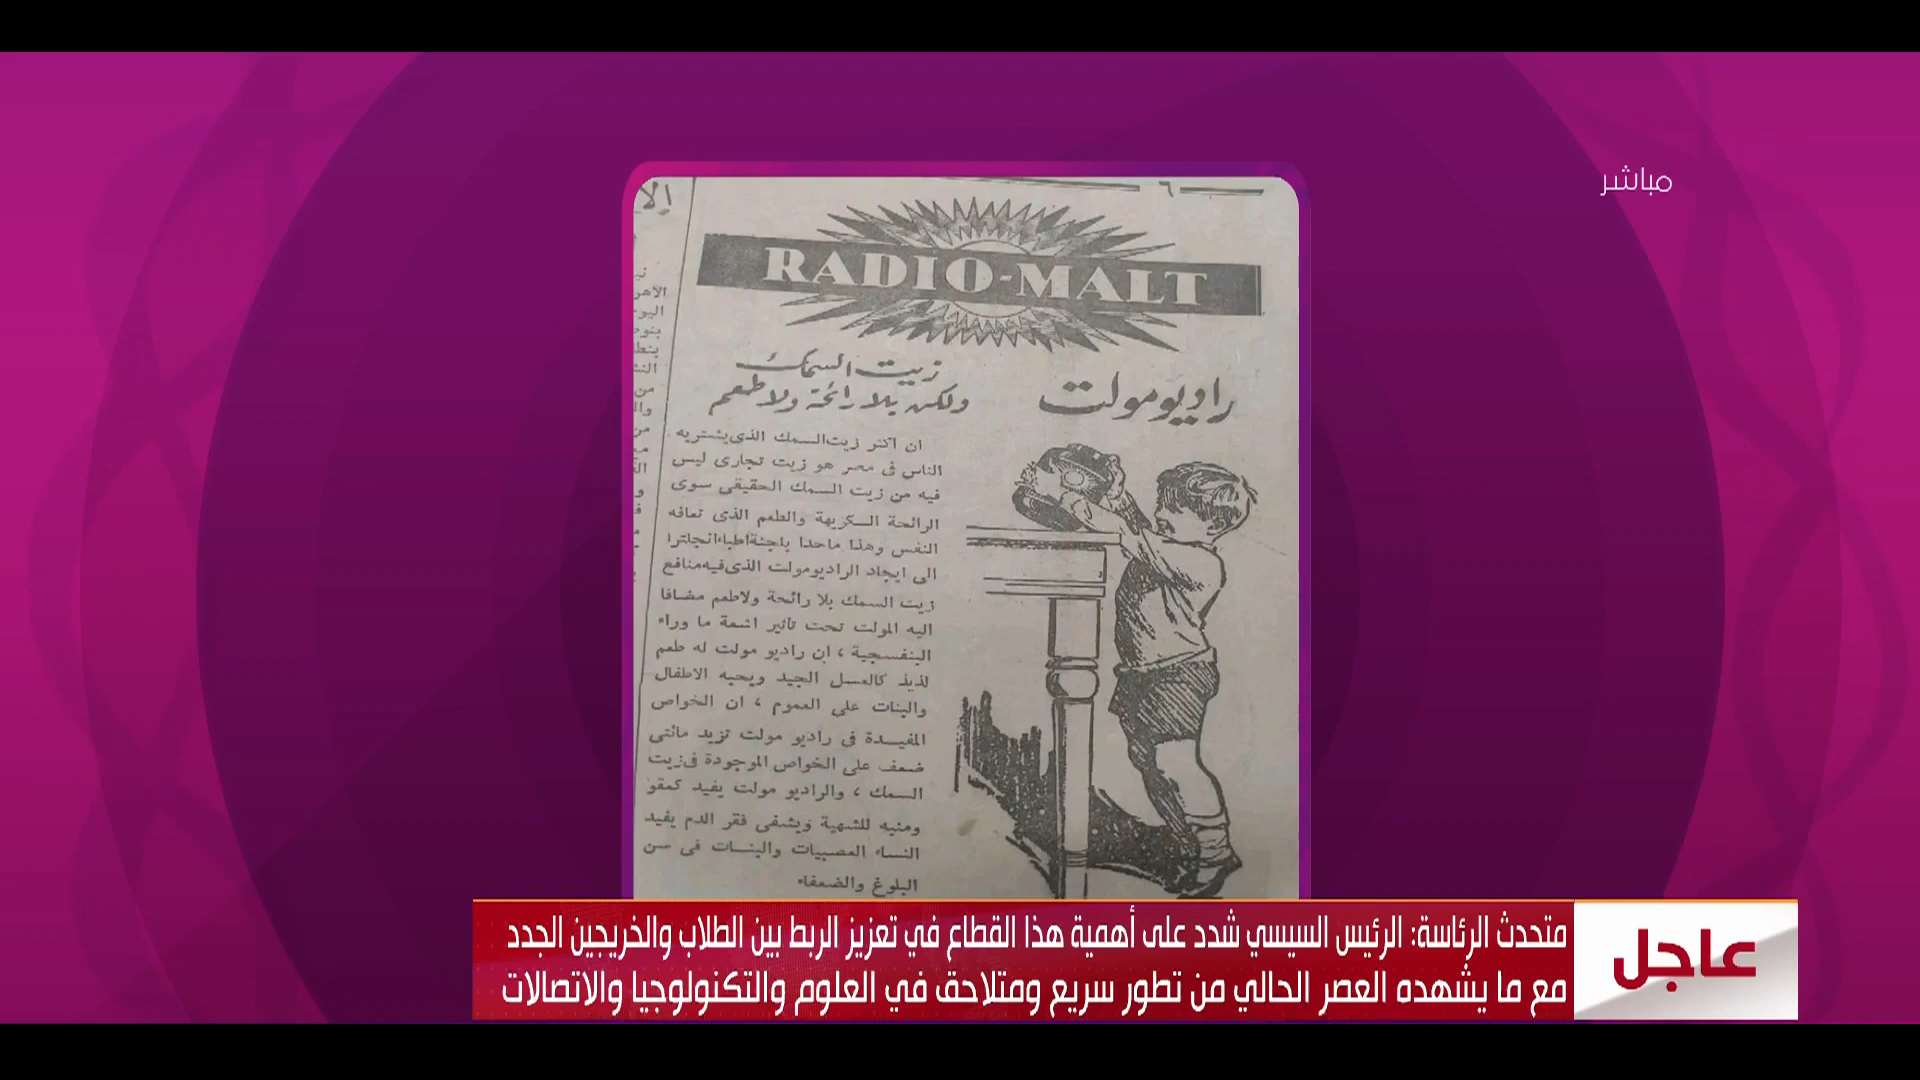 مباشر
٦
RADIO-MALT
زيت السمك
ولكن بلا رائحة ولا طعم
راديومولت
ان اكثر زيت السمك الذى يشتريه
الناس فى مصر هو زيت تجارى ليس
فيه من زيت السمك الحقيقى سوى
الرائحة الكريهة والطعم الذى تعافه
النفس وهذا ماحدا بلجنة اطباء انجلترا
الى ايجاد الراديومولت الذى فيه منافع
زيت السمك بلا رائحة ولا طعم مضافا
اليه المولت تحت تأثير اشعة ما وراء
البنفسجية ، ان راديو مولت له طعم
لذيذ كالعسل الجيد ويحبه الاطفال
والبنات على العموم ، ان الخواص
المفيدة فى راديو مولت تزيد مائتى
ضعف على الخواص الموجودة فى زيت
السمك ، والراديو مولت يفيد كمقو
ومنبه للشهية ويشفى فقر الدم يفيد
النساء العصبيات والبنات فى سن
البلوغ والضعفاء
عاجل
متحدث الرئاسة: الرئيس السيسي شدد على أهمية هذا القطاع في تعزيز الربط بين الطلاب والخريجين الجدد
مع ما يشهده العصر الحالي من تطور سريع ومتلاحق في العلوم والتكنولوجيا والاتصالات